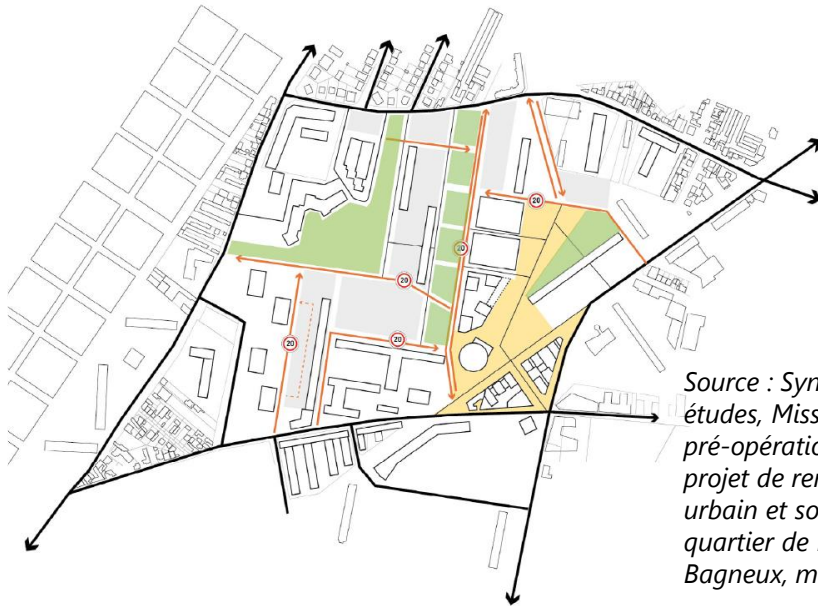 20
20
20
20
20
Source : Syn
études, Miss
pré-opératio
projet de ren
urbain et so
quartier de
Bagneux, m